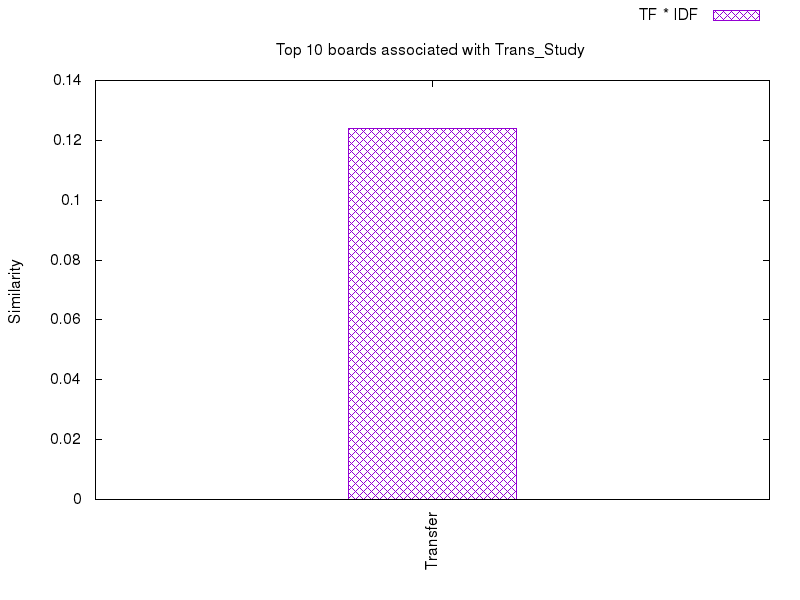 TF * IDF
Top 10 boards associated with Trans_Study
0.14
0.12
0.1
0.08
0.06
0.04
0.02
0
Similarity
Transfer